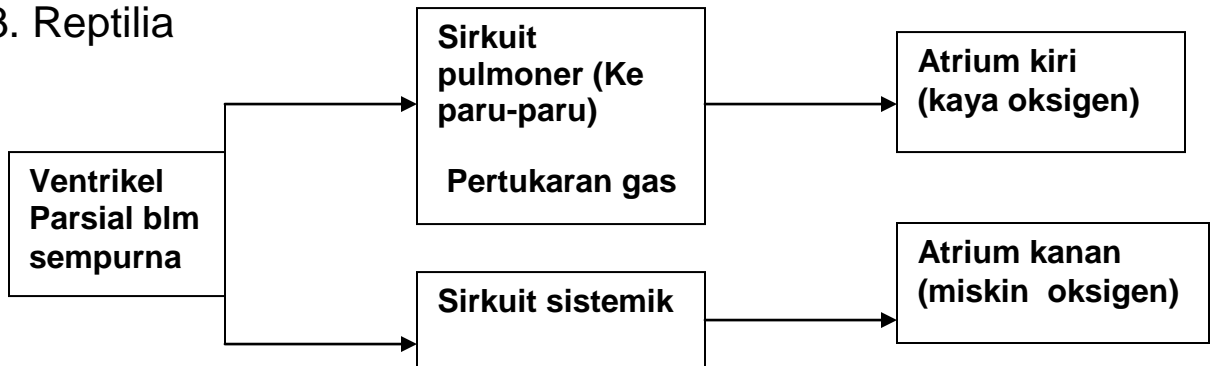 3. Reptilia
Ventrikel
Parsial blm
sempurna
Sirkuit
pulmoner (Ke
paru-paru)
Pertukaran gas
Sirkuit sistemik
Atrium kiri
(kaya oksigen)
Atrium kanan
(miskin oksigen)